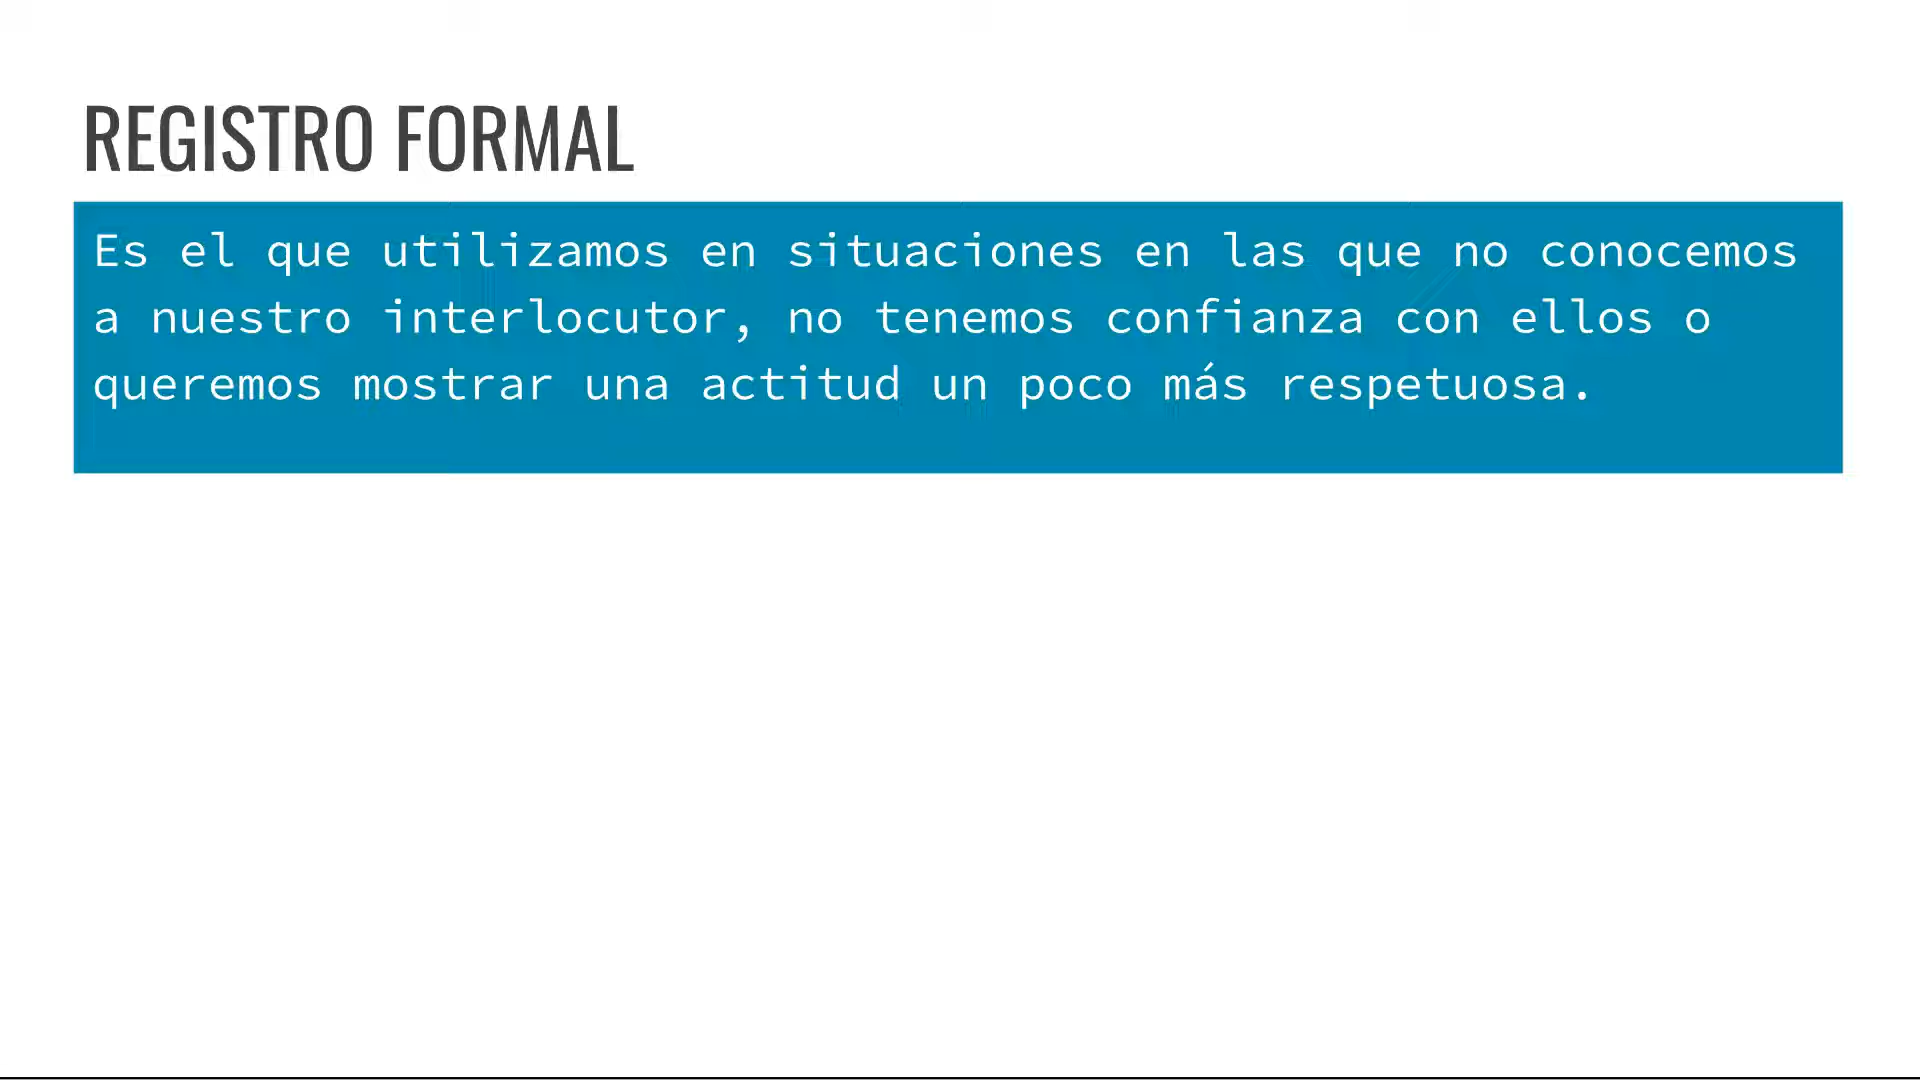 REGISTRO FORMAL
Es el que utilizamos en situaciones en las que no conocemos
a nuestro interlocutor, no tenemos confianza con ellos o
queremos mostrar una actitud un poco más respetuosa.